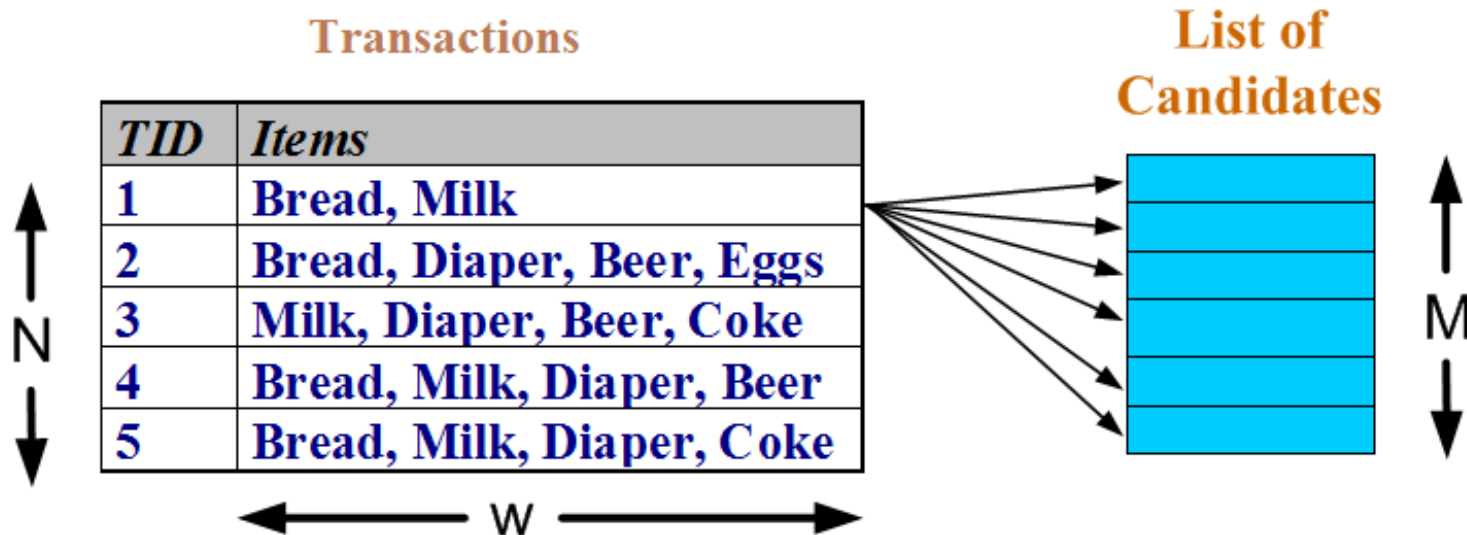 Transactions
List of
Candidates
TID Items
1 Bread, Milk
2 Bread, Diaper, Beer, Eggs
3 Milk, Diaper, Beer, Coke
4 Bread, Milk, Diaper, Beer
5 Bread, Milk, Diaper, Coke
N
M
w